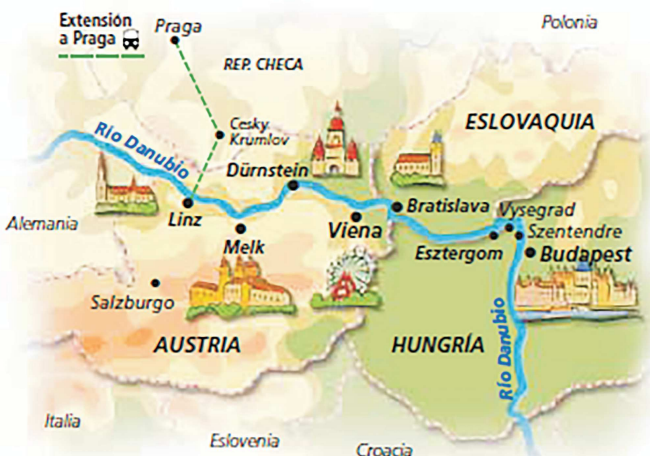 Extensión
a Praga
Praga
Polonia
REP. CHECA
Río Danubio
Cesky
Krumlov
ESLOVAQUIA
Dürnstein
Linz
Bratislava
Vysegrad
Alemania
Melk
Viena
Szentendre
Esztergom
Budapest
Salzburgo
AUSTRIA
HUNGRÍA
Río Danubio
Italia
Eslovenia
Croacia